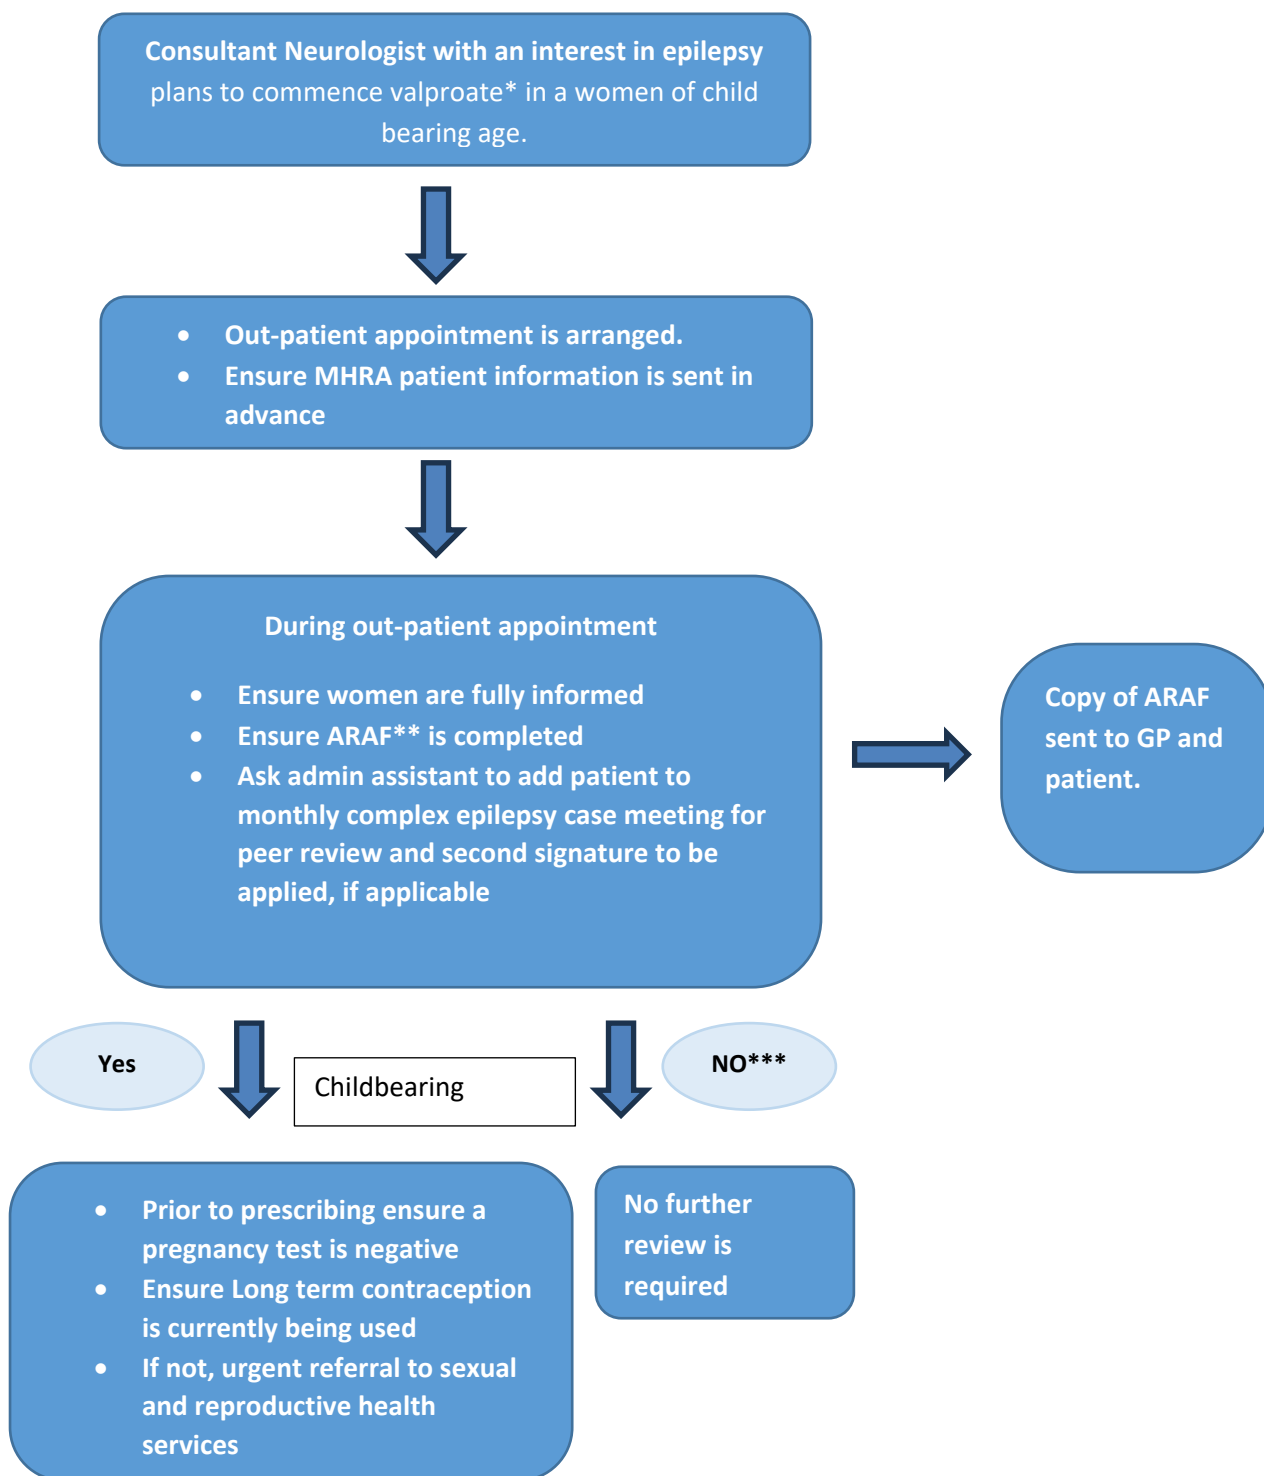 Consultant Neurologist with an interest in epilepsy
plans to commence valproate* in a women of child
bearing age.
• Out-patient appointment is arranged.
• Ensure MHRA patient information is sent in
advance
During out-patient appointment
• Ensure women are fully informed
• Ensure ARAF** is completed
• Ask admin assistant to add patient to
monthly complex epilepsy case meeting for
peer review and second signature to be
applied, if applicable
Copy of ARAF
sent to GP and
patient.
Yes
Childbearing
NO***
• Prior to prescribing ensure a
pregnancy test is negative
• Ensure Long term contraception
is currently being used
• If not, urgent referral to sexual
and reproductive health
services
No further
review is
required